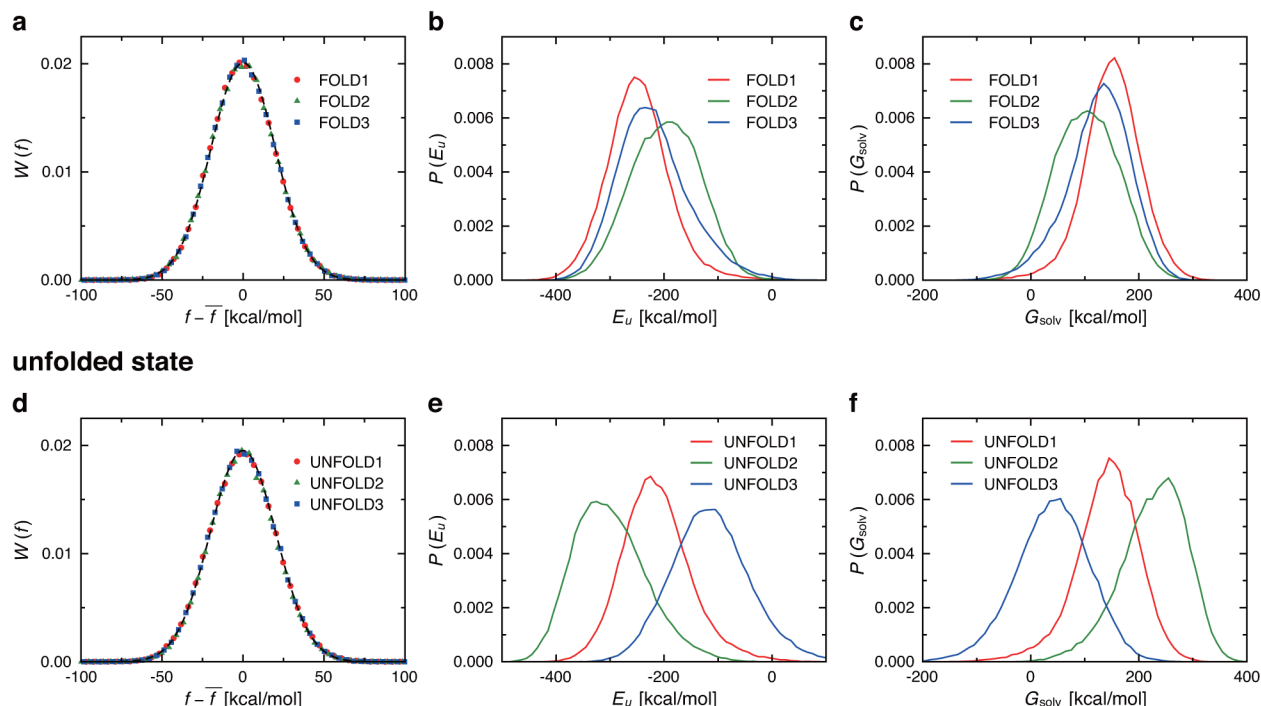 a
0.02
0.01
0.00
W (f)
FOLD1
FOLD2
FOLD3
-100
-50
0
50
100
f − f̅ [kcal/mol]
b
0.008
0.006
0.004
0.002
0.000
P (Eu)
FOLD1
FOLD2
FOLD3
-400
-200
0
Eu [kcal/mol]
c
0.008
0.006
0.004
0.002
0.000
P (Gsolv)
FOLD1
FOLD2
FOLD3
-200
0
200
400
Gsolv [kcal/mol]
unfolded state
d
0.02
0.01
0.00
W (f)
UNFOLD1
UNFOLD2
UNFOLD3
-100
-50
0
50
100
f − f̅ [kcal/mol]
e
0.008
0.006
0.004
0.002
0.000
P (Eu)
UNFOLD1
UNFOLD2
UNFOLD3
-400
-200
0
Eu [kcal/mol]
f
0.008
0.006
0.004
0.002
0.000
P (Gsolv)
UNFOLD1
UNFOLD2
UNFOLD3
-200
0
200
400
Gsolv [kcal/mol]